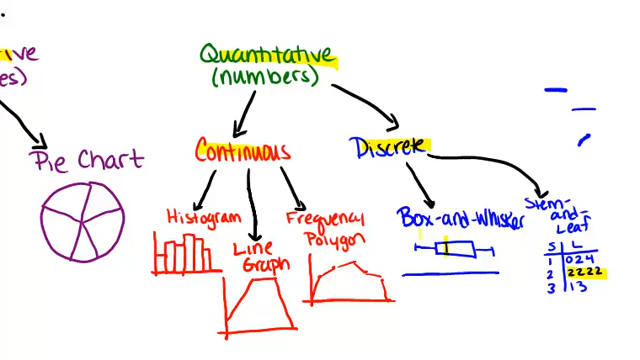 ive
es)
Pie Chart
Quantitative
(numbers)
Continuous
Discrete
Histogram
Line
Graph
Frequency
Polygon
Box-and-Whisker
Stem-
and-
Leaf
S L
1 024
2 2222
3 13